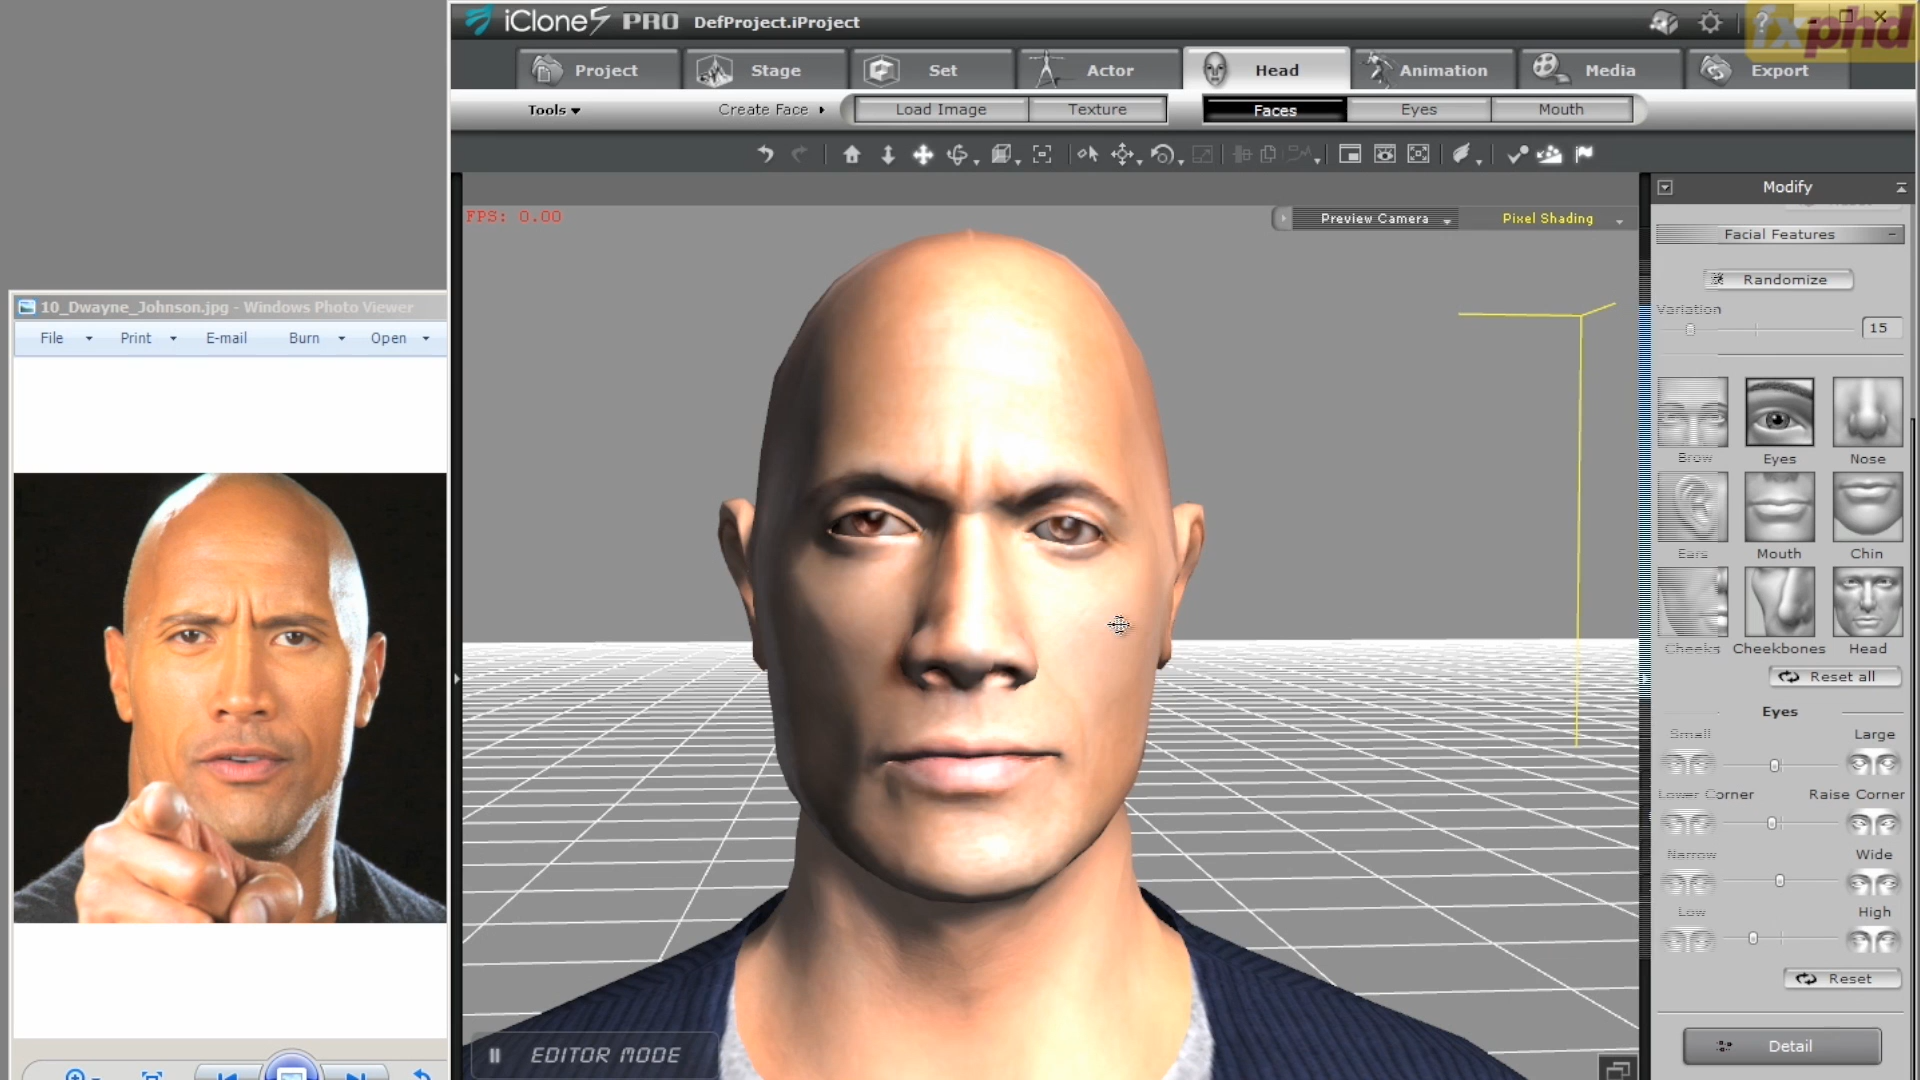 iClone5 PRO DefProject.iProject
fxphd
Project Stage Set Actor Head Animation Media Export
Tools Create Face Load Image Texture Faces Eyes Mouth
Modify
FPS: 0.00
Preview Camera Pixel Shading
Facial Features
Randomize
Variation
15
10_Dwayne_Johnson.jpg - Windows Photo Viewer
File Print E-mail Burn Open
Brow Eyes Nose
Ears Mouth Chin
Cheeks Cheekbones Head
Reset all
Eyes
Small Large
Lower Corner Raise Corner
Narrow Wide
Low High
Reset
Detail
EDITOR MODE